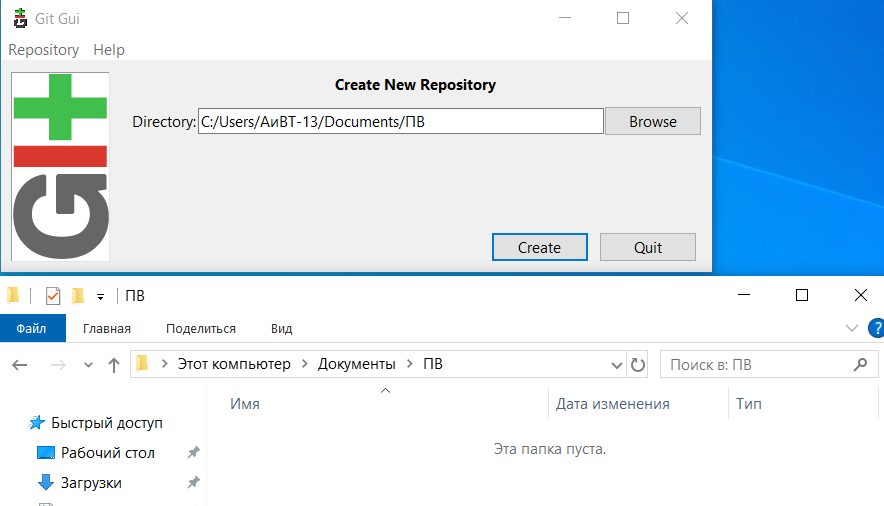 Git Gui
Repository Help
Create New Repository
Directory: C:/Users/АиВТ-13/Documents/ПВ Browse
GIT
Create Quit
ПВ
Файл Главная Поделиться Вид ?
Этот компьютер Документы ПВ Поиск в: ПВ
Имя Дата изменения Тип
Быстрый доступ
Эта папка пуста.
Рабочий стол
Загрузки